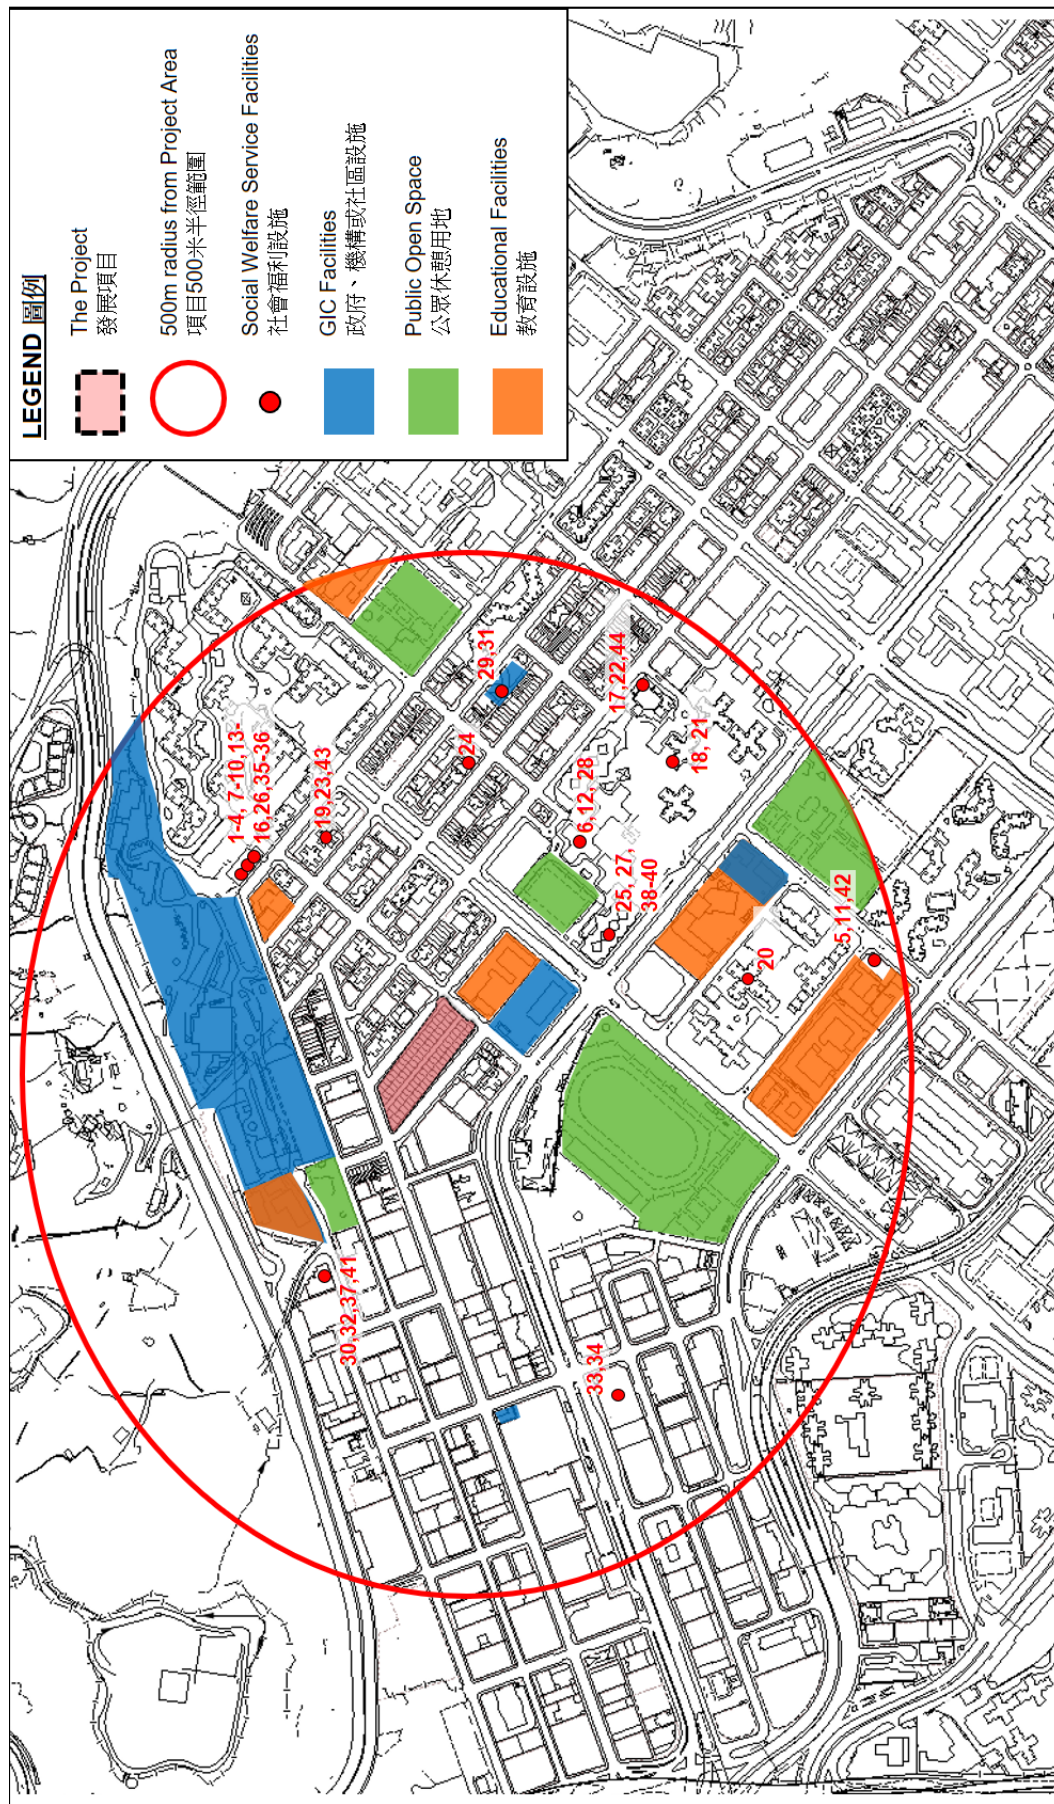 LEGEND 圖例
The Project
發展項目
500m radius from Project Area
項目500米半徑範圍
Social Welfare Service Facilities
社會福利設施
GIC Facilities
政府、機構或社區設施
Public Open Space
公眾休憩用地
Educational Facilities
教育設施
1-4, 7-10,13-
16,26,35-36
19,23,43
29,31
24
17,22,44
18, 21
6,12, 28
25, 27,
38-40
20
5,11,42
30,32,37,41
33,34